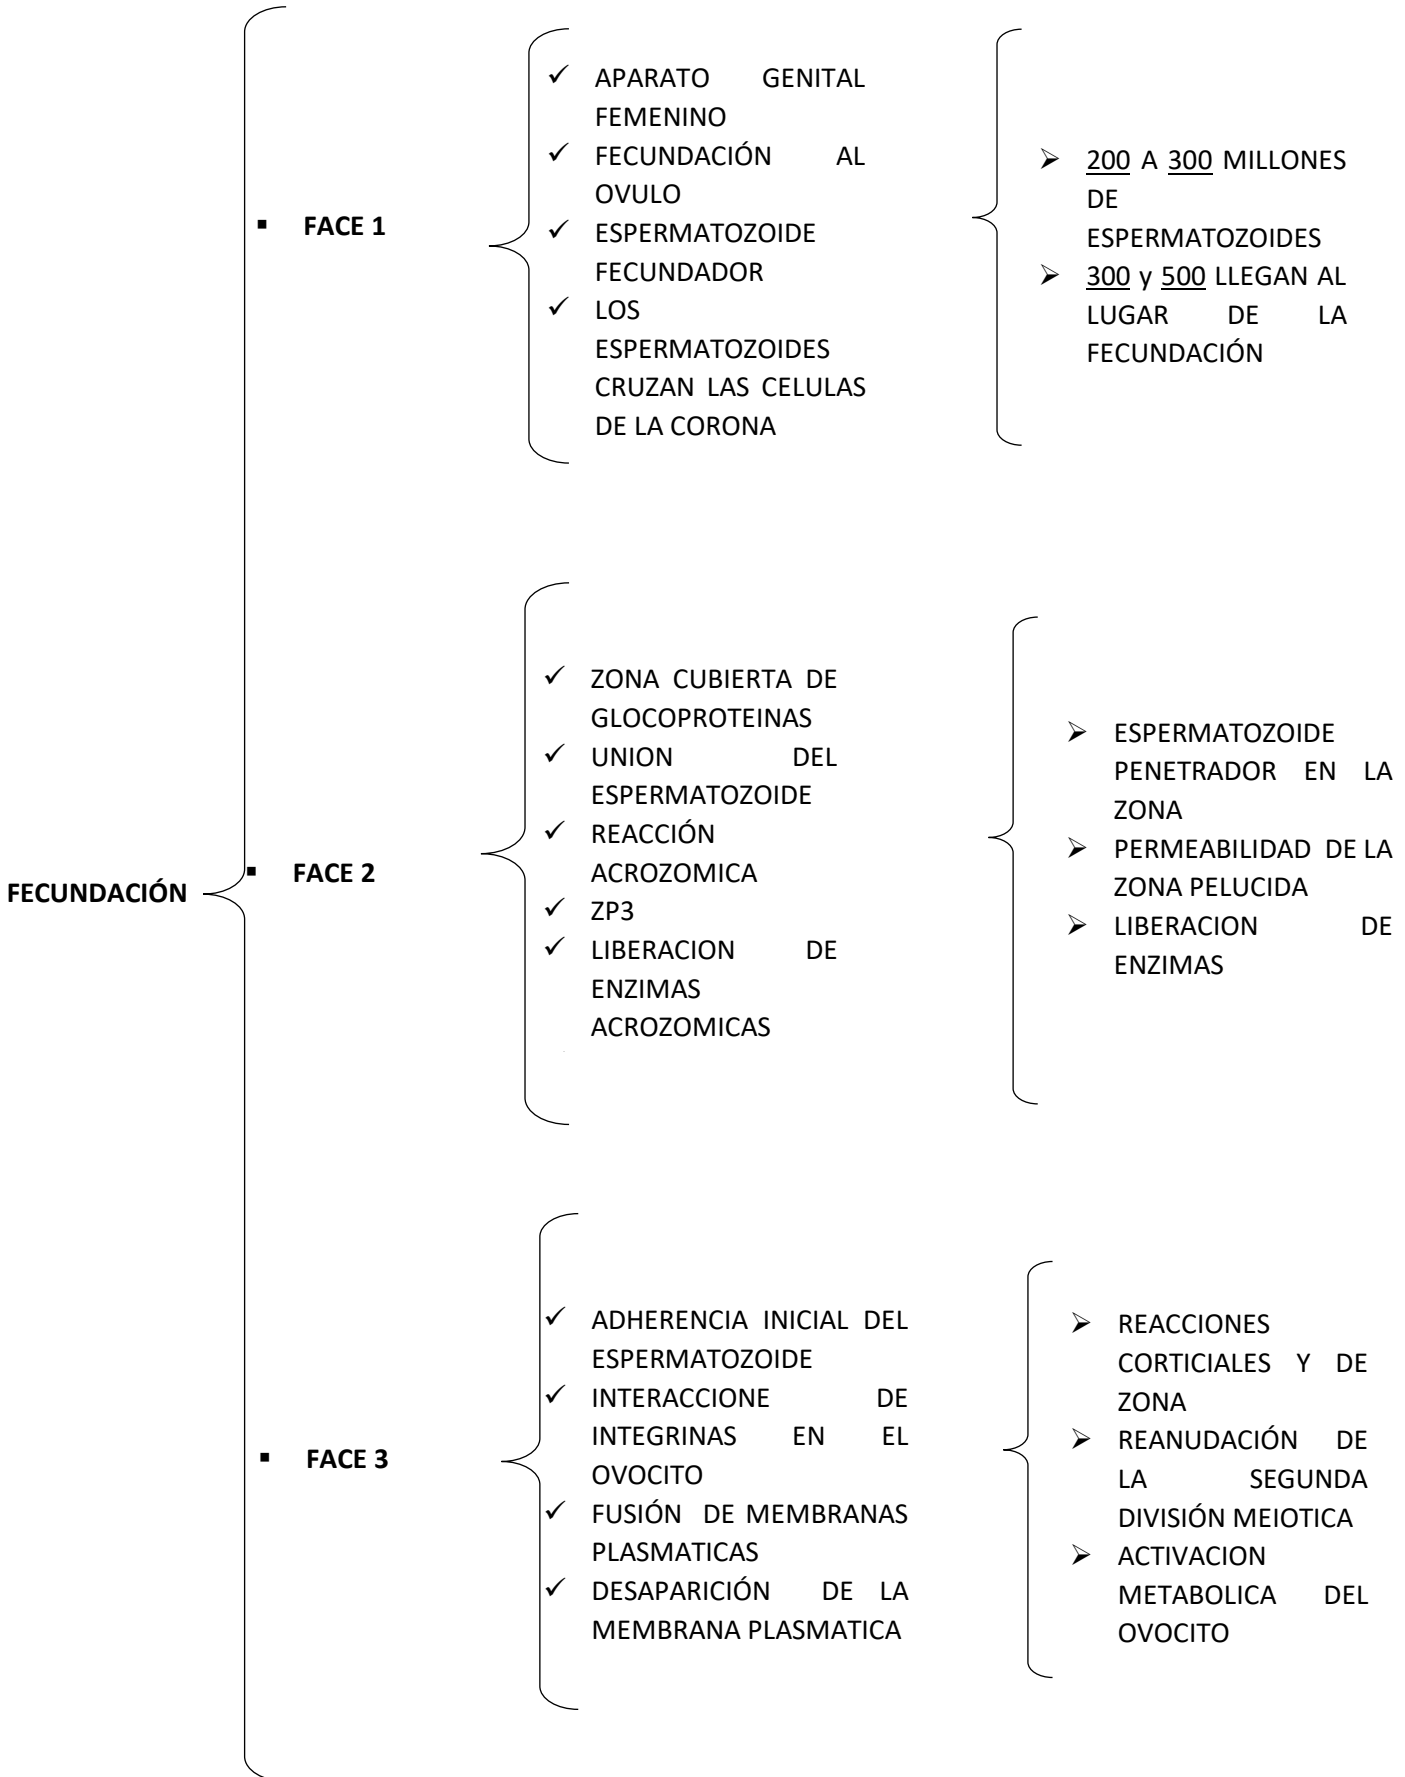 FECUNDACIÓN
FACE 1
APARATO GENITAL
FEMENINO
FECUNDACIÓN AL
OVULO
ESPERMATOZOIDE
FECUNDADOR
LOS
ESPERMATOZOIDES
CRUZAN LAS CELULAS
DE LA CORONA
200 A 300 MILLONES
DE
ESPERMATOZOIDES
300 y 500 LLEGAN AL
LUGAR DE LA
FECUNDACIÓN
FACE 2
ZONA CUBIERTA DE
GLOCOPROTEINAS
UNION DEL
ESPERMATOZOIDE
REACCIÓN
ACROZOMICA
ZP3
LIBERACION DE
ENZIMAS
ACROZOMICAS
ESPERMATOZOIDE
PENETRADOR EN LA
ZONA
PERMEABILIDAD DE LA
ZONA PELUCIDA
LIBERACION DE
ENZIMAS
FACE 3
ADHERENCIA INICIAL DEL
ESPERMATOZOIDE
INTERACCIONE DE
INTEGRINAS EN EL
OVOCITO
FUSIÓN DE MEMBRANAS
PLASMATICAS
DESAPARICIÓN DE LA
MEMBRANA PLASMATICA
REACCIONES
CORTICIALES Y DE
ZONA
REANUDACIÓN DE
LA SEGUNDA
DIVISIÓN MEIOTICA
ACTIVACION
METABOLICA DEL
OVOCITO